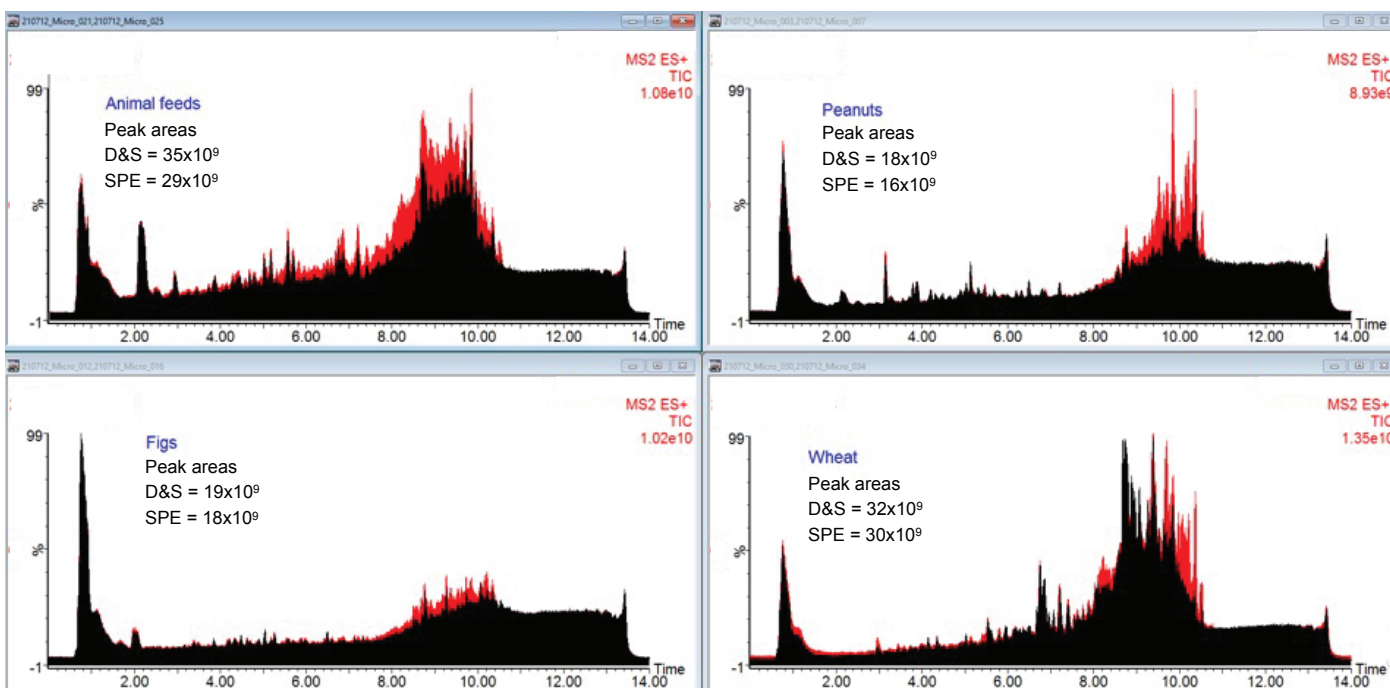 210712_Micro_021,210712_Micro_025
MS2 ES+
TIC
1.08e10
99
Animal feeds
Peak areas
D&S = 35x10⁹
SPE = 29x10⁹
%
-1
2.00 4.00 6.00 8.00 10.00 12.00 14.00
Time
210712_Micro_003,210712_Micro_007
MS2 ES+
TIC
8.93e9
99
Peanuts
Peak areas
D&S = 18x10⁹
SPE = 16x10⁹
%
-1
2.00 4.00 6.00 8.00 10.00 12.00 14.00
Time
210712_Micro_012,210712_Micro_016
MS2 ES+
TIC
1.02e10
99
Figs
Peak areas
D&S = 19x10⁹
SPE = 18x10⁹
%
-1
2.00 4.00 6.00 8.00 10.00 12.00 14.00
Time
210712_Micro_030,210712_Micro_034
MS2 ES+
TIC
1.35e10
99
Wheat
Peak areas
D&S = 32x10⁹
SPE = 30x10⁹
%
-1
2.00 4.00 6.00 8.00 10.00 12.00 14.00
Time